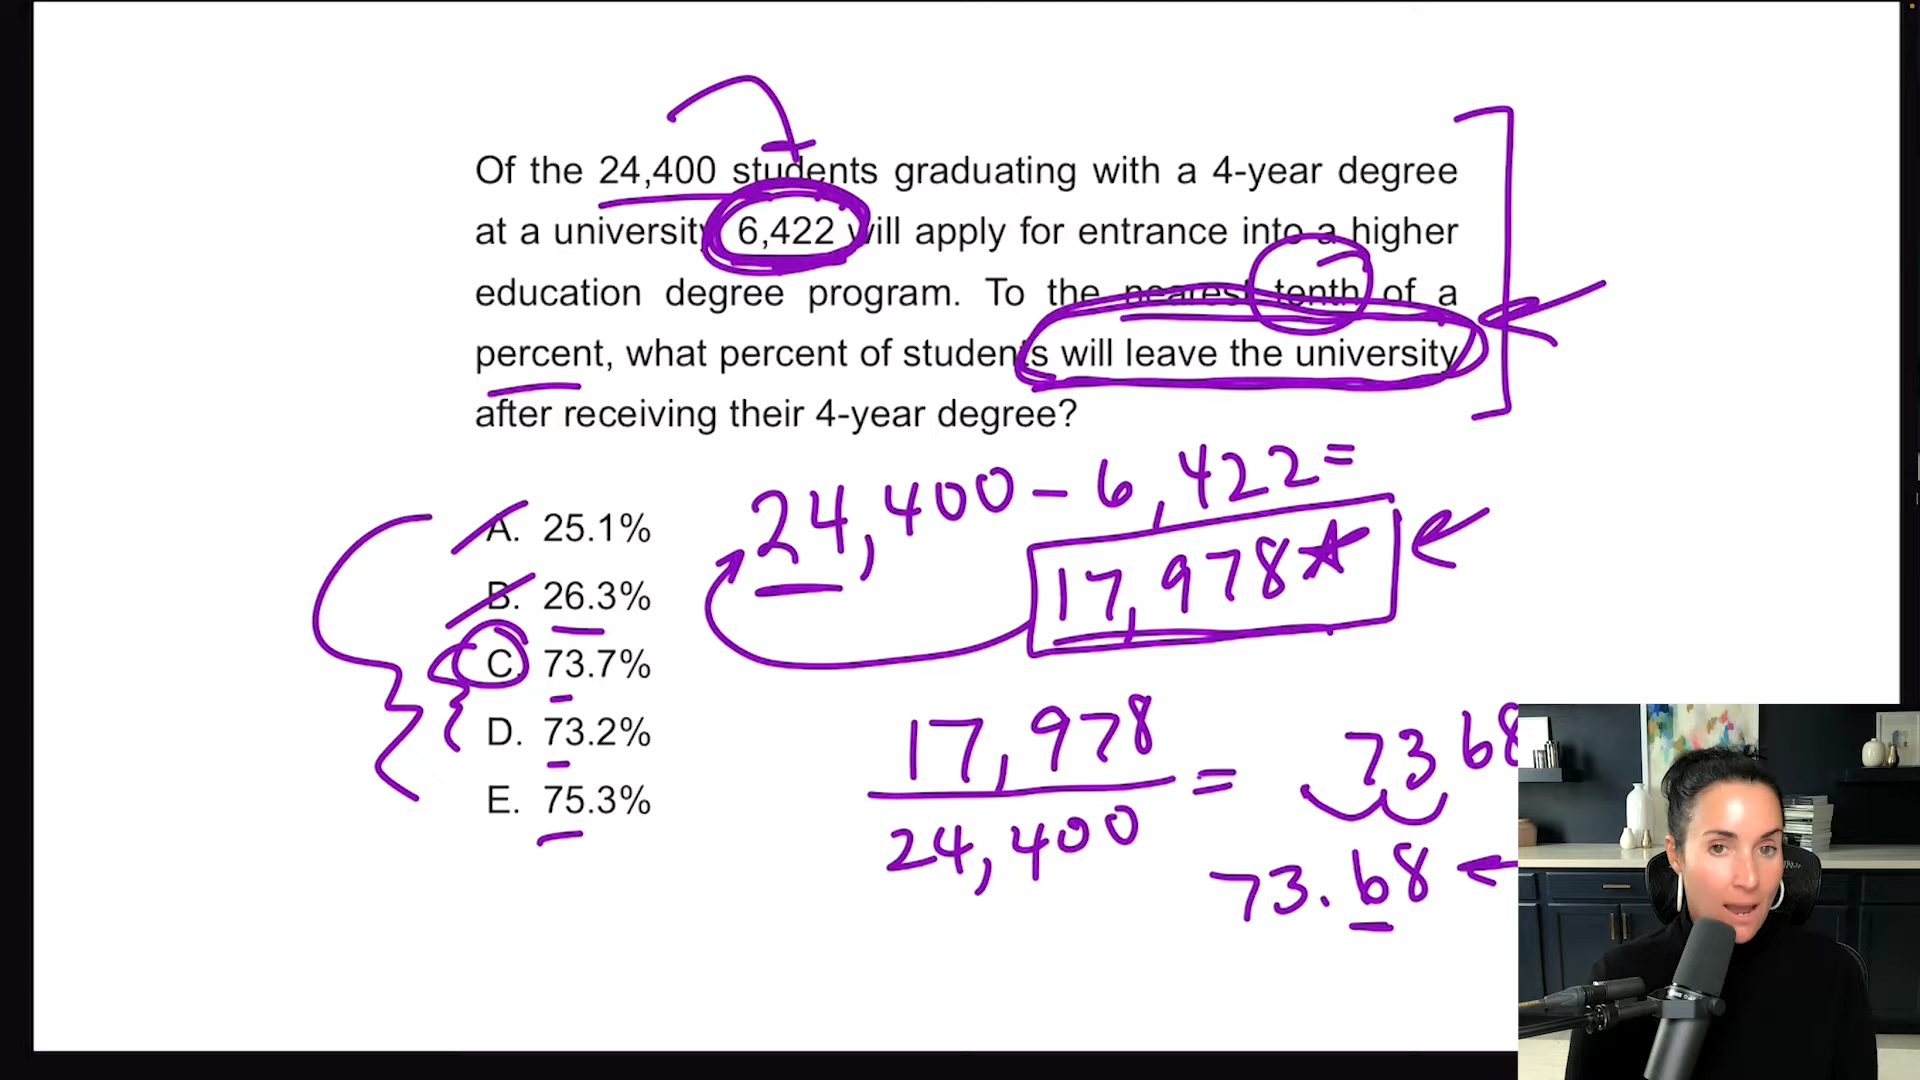 Of the 24,400 students graduating with a 4-year degree
at a university 6,422 will apply for entrance into a higher
education degree program. To the nearest tenth of a
percent, what percent of students will leave the university
after receiving their 4-year degree?
24,400 - 6,422 =
17,978
A. 25.1%
B. 26.3%
C. 73.7%
D. 73.2%
E. 75.3%
17,978
24,400
=
73 68
73.68